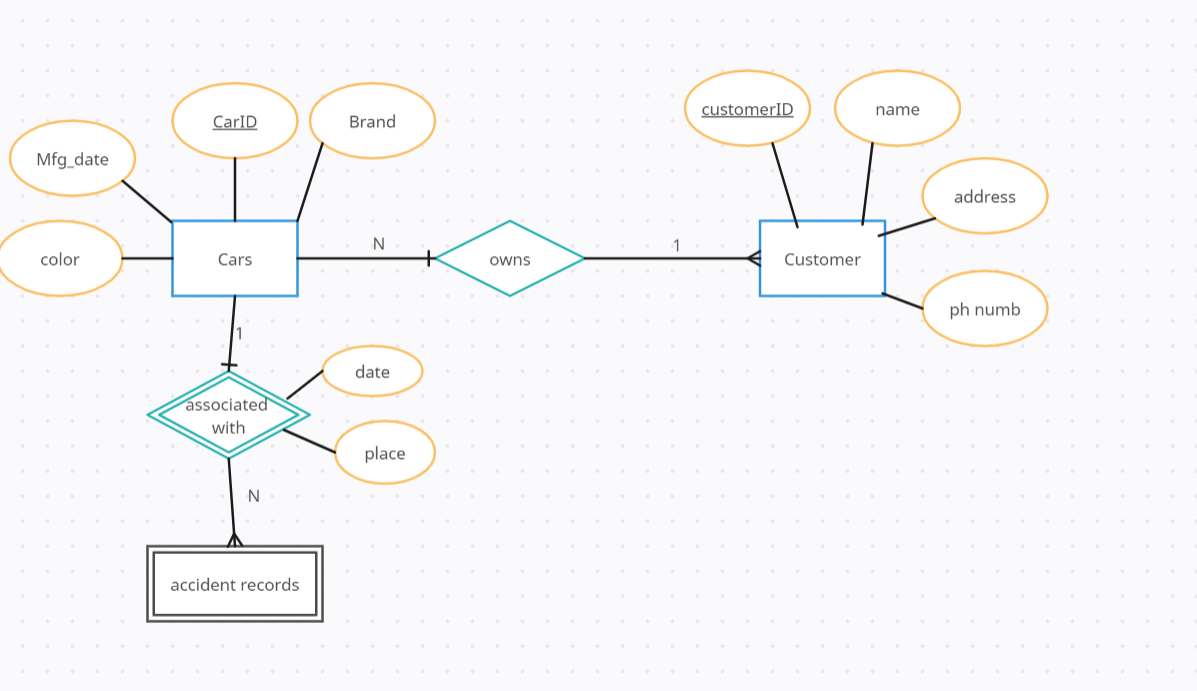 customerID
name
CarID
Brand
Mfg_date
address
color
Cars
N
owns
1
Customer
ph numb
1
date
associated
with
place
N
accident records